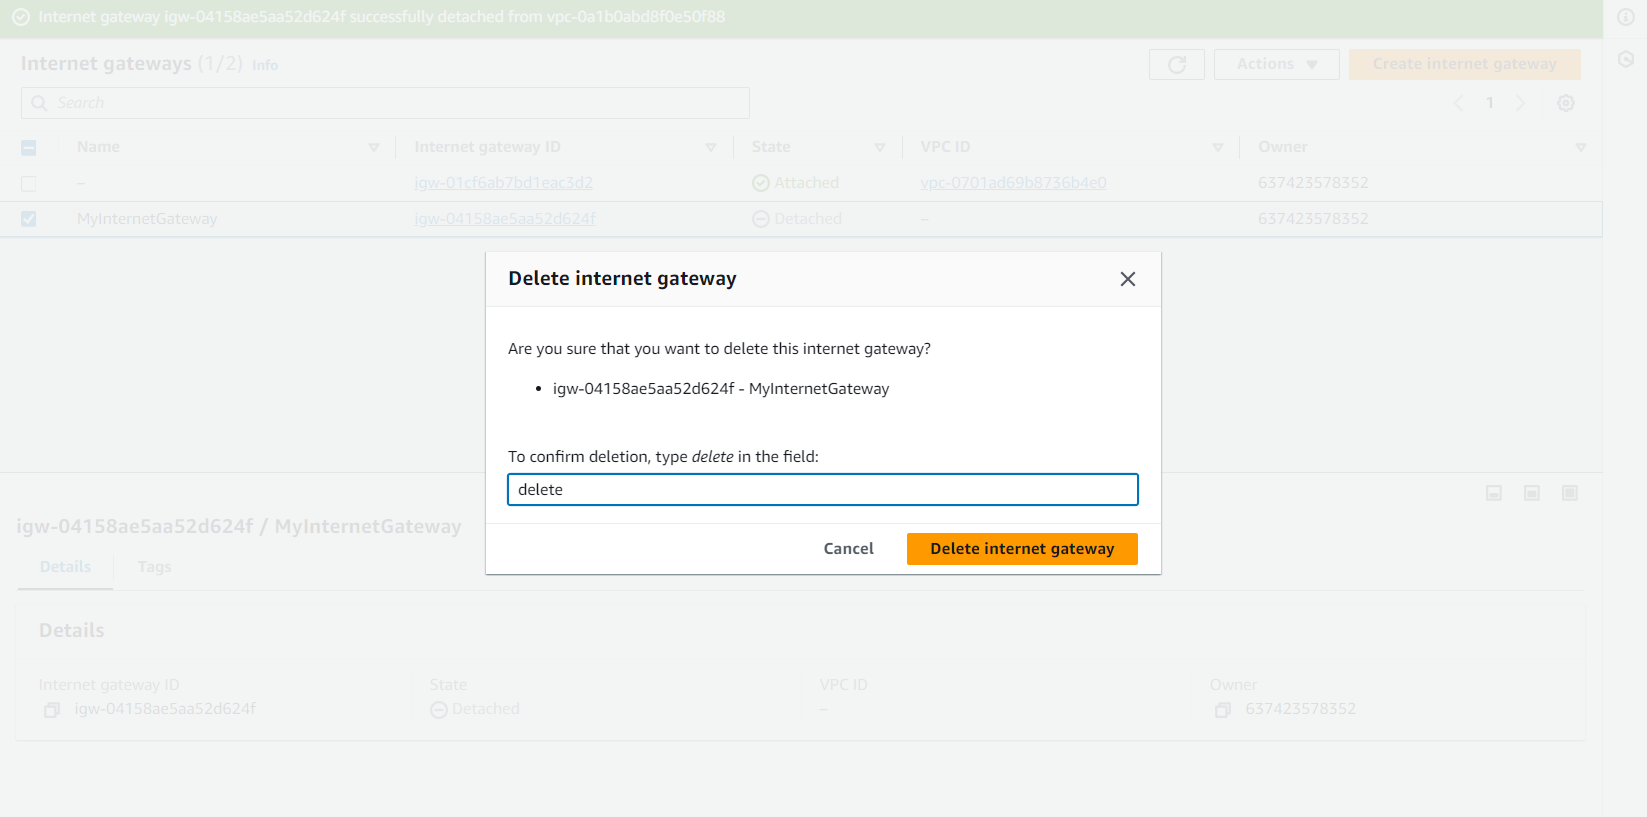 Internet gateway igw-04158ae5aa52d624f successfully detached from vpc-0a1b0abd8f0e50f88
Internet gateways (1/2) Info
Actions
Create internet gateway
Search
1
Name Internet gateway ID State VPC ID Owner
– igw-01cf6ab7bd1eac3d2 Attached vpc-0701ad69b8736b4e0 637423578352
MyInternetGateway igw-04158ae5aa52d624f Detached – 637423578352
Delete internet gateway
Are you sure that you want to delete this internet gateway?
• igw-04158ae5aa52d624f - MyInternetGateway
To confirm deletion, type delete in the field:
delete
Cancel Delete internet gateway
igw-04158ae5aa52d624f / MyInternetGateway
Details Tags
Details
Internet gateway ID State VPC ID Owner
igw-04158ae5aa52d624f Detached – 637423578352